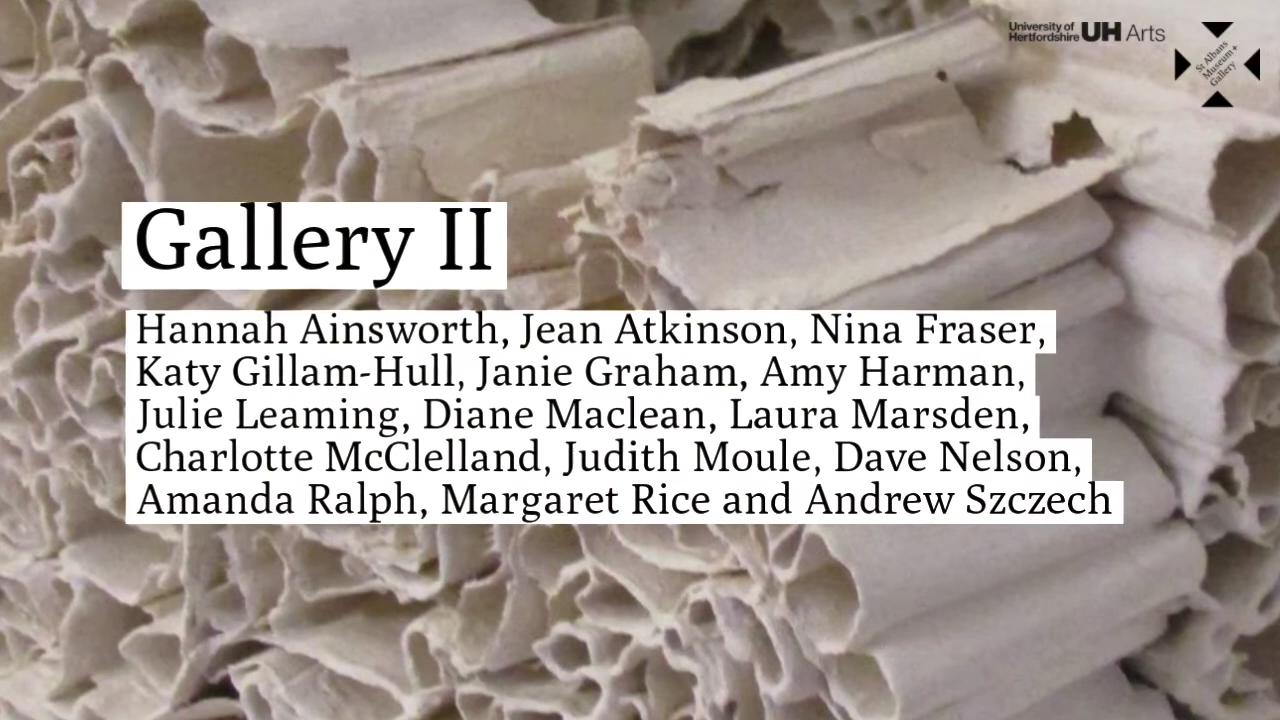 University of
Hertfordshire UH Arts
St Albans
Museum +
Gallery
Gallery II
Hannah Ainsworth, Jean Atkinson, Nina Fraser,
Katy Gillam-Hull, Janie Graham, Amy Harman,
Julie Leaming, Diane Maclean, Laura Marsden,
Charlotte McClelland, Judith Moule, Dave Nelson,
Amanda Ralph, Margaret Rice and Andrew Szczech